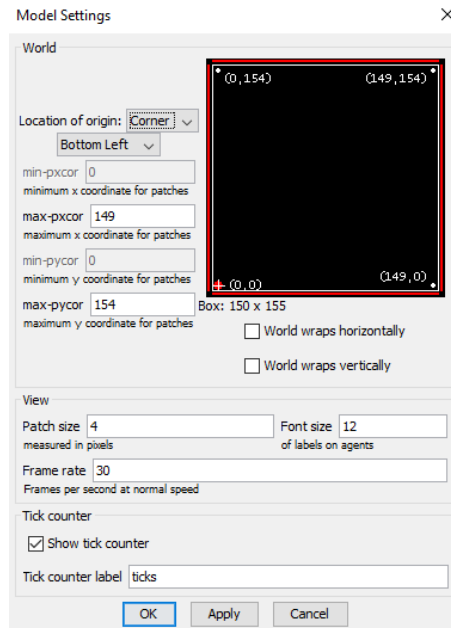 Model Settings
World
(0,154) (149,154)
Location of origin: Corner
Bottom Left
min-pxcor 0
minimum x coordinate for patches
max-pxcor 149
maximum x coordinate for patches
min-pycor 0
minimum y coordinate for patches
(0,0) (149,0)
max-pycor 154
Box: 150 x 155
maximum y coordinate for patches
World wraps horizontally
World wraps vertically
View
Patch size 4
measured in pixels
Font size 12
of labels on agents
Frame rate 30
Frames per second at normal speed
Tick counter
Show tick counter
Tick counter label ticks
OK Apply Cancel